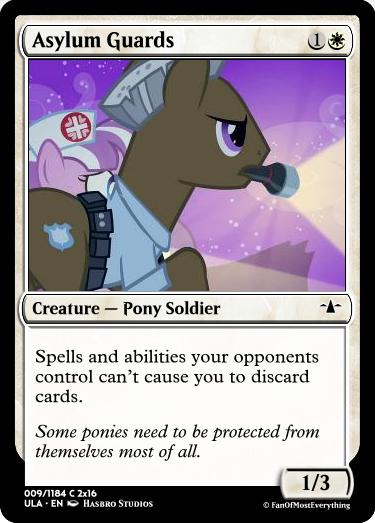 Asylum Guards 1
Creature — Pony Soldier
Spells and abilities your opponents
control can't cause you to discard
cards.
Some ponies need to be protected from
themselves most of all.
1/3
009/1184 C 2x16
ULA • EN Hasbro Studios
© FanOfMostEverything